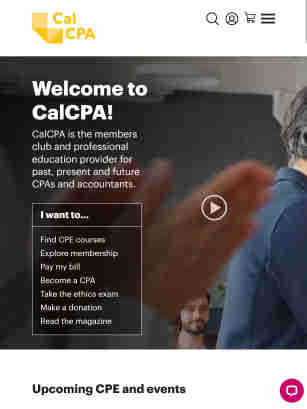 Cal
CPA
Welcome to
CalCPA!
CalCPA is the members
club and professional
education provider for
past, present and future
CPAs and accountants.
I want to...
Find CPE courses
Explore membership
Pay my bill
Become a CPA
Take the ethics exam
Make a donation
Read the magazine
Upcoming CPE and events